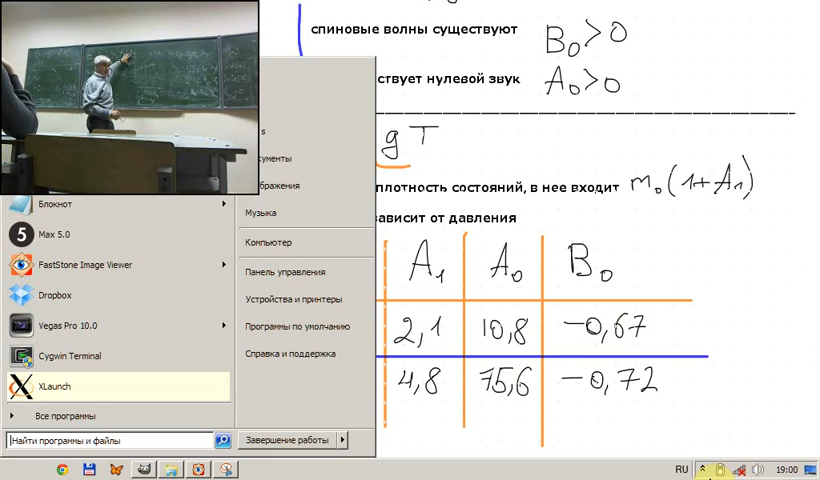 спиновые волны существуют B₀>0
ствует нулевой звук A₀>0
g T
плотность состояний, в нее входит m₀(1+A₁)
зависит от давления
A₁ A₀ B₀
2,1 10,8 −0,67
4,8 75,6 −0,72
s
кументы
бражения
Музыка
Компьютер
Панель управления
Устройства и принтеры
Программы по умолчанию
Справка и поддержка
Блокнот
5 Max 5.0
FastStone Image Viewer
Dropbox
Vegas Pro 10.0
Cygwin Terminal
XLaunch
Все программы
Найти программы и файлы
Завершение работы
RU 19:00